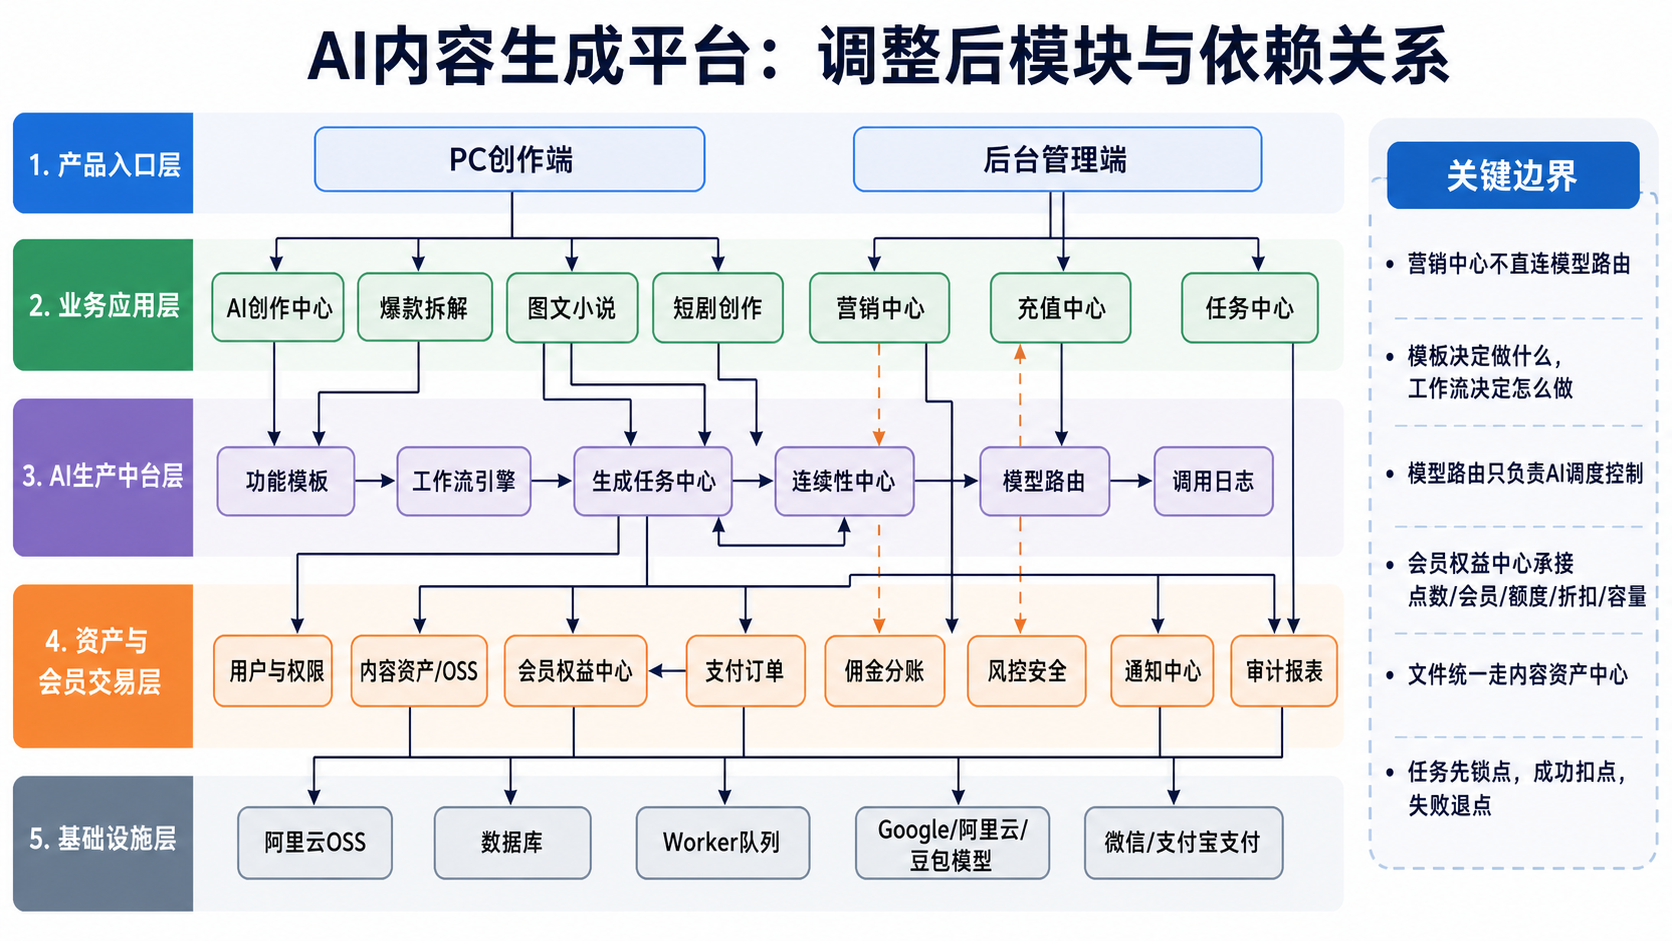 AI内容生成平台：调整后模块与依赖关系
1. 产品入口层
PC创作端
后台管理端
2. 业务应用层
AI创作中心
爆款拆解
图文小说
短剧创作
营销中心
充值中心
任务中心
3. AI生产中台层
功能模板
工作流引擎
生成任务中心
连续性中心
模型路由
调用日志
4. 资产与
会员交易层
用户与权限
内容资产/OSS
会员权益中心
支付订单
佣金分账
风控安全
通知中心
审计报表
5. 基础设施层
阿里云OSS
数据库
Worker队列
Google/阿里云/
豆包模型
微信/支付宝支付
关键边界
• 营销中心不直连模型路由
• 模板决定做什么，
工作流决定怎么做
• 模型路由只负责AI调度控制
• 会员权益中心承接
点数/会员/额度/折扣/容量
• 文件统一走内容资产中心
• 任务先锁点，成功扣点，
失败退点